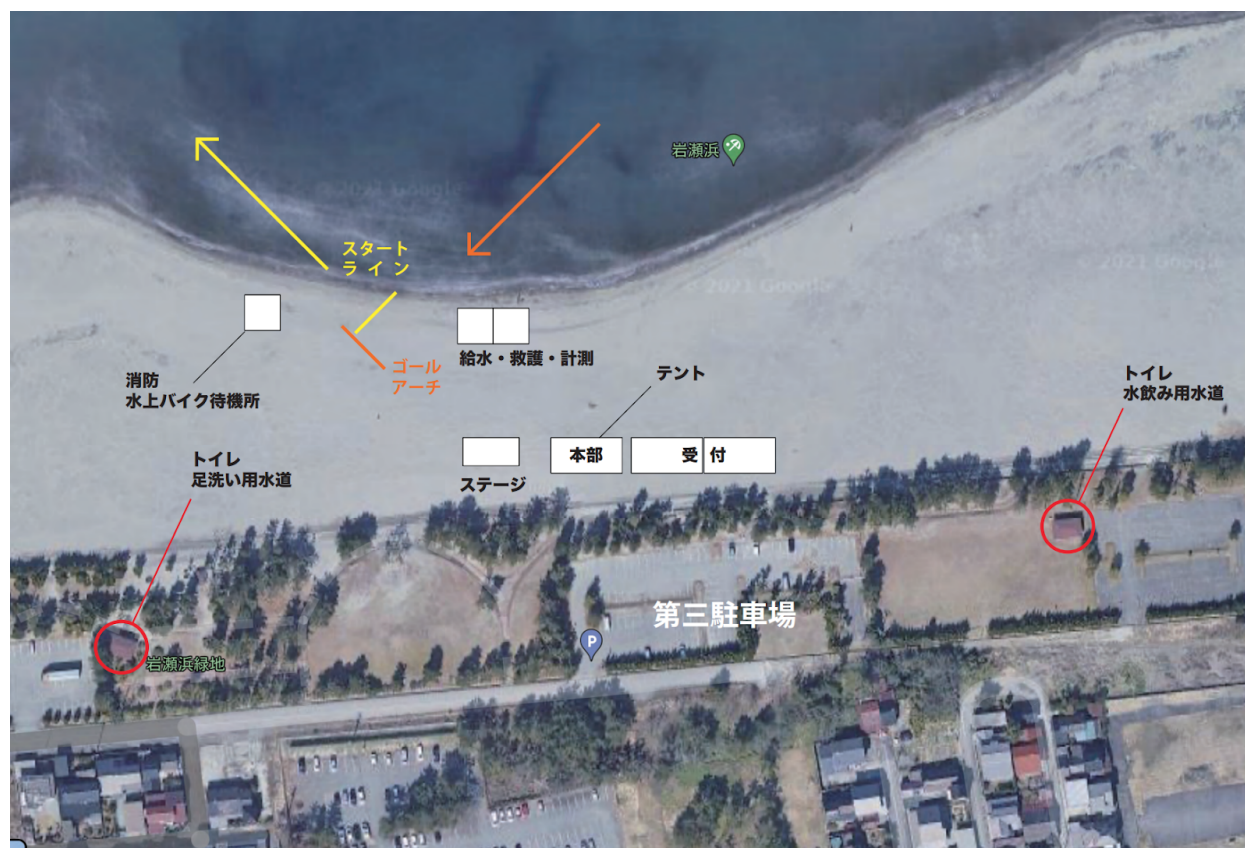 岩瀬浜
© 2021 Google
スタート
ライン
© 2021 Google
2021 Google
給水・救護・計測
ゴール
アーチ
消防
水上バイク待機所
テント
トイレ
水飲み用水道
本部
受付
ステージ
トイレ
足洗い用水道
第三駐車場
P
岩瀬浜緑地